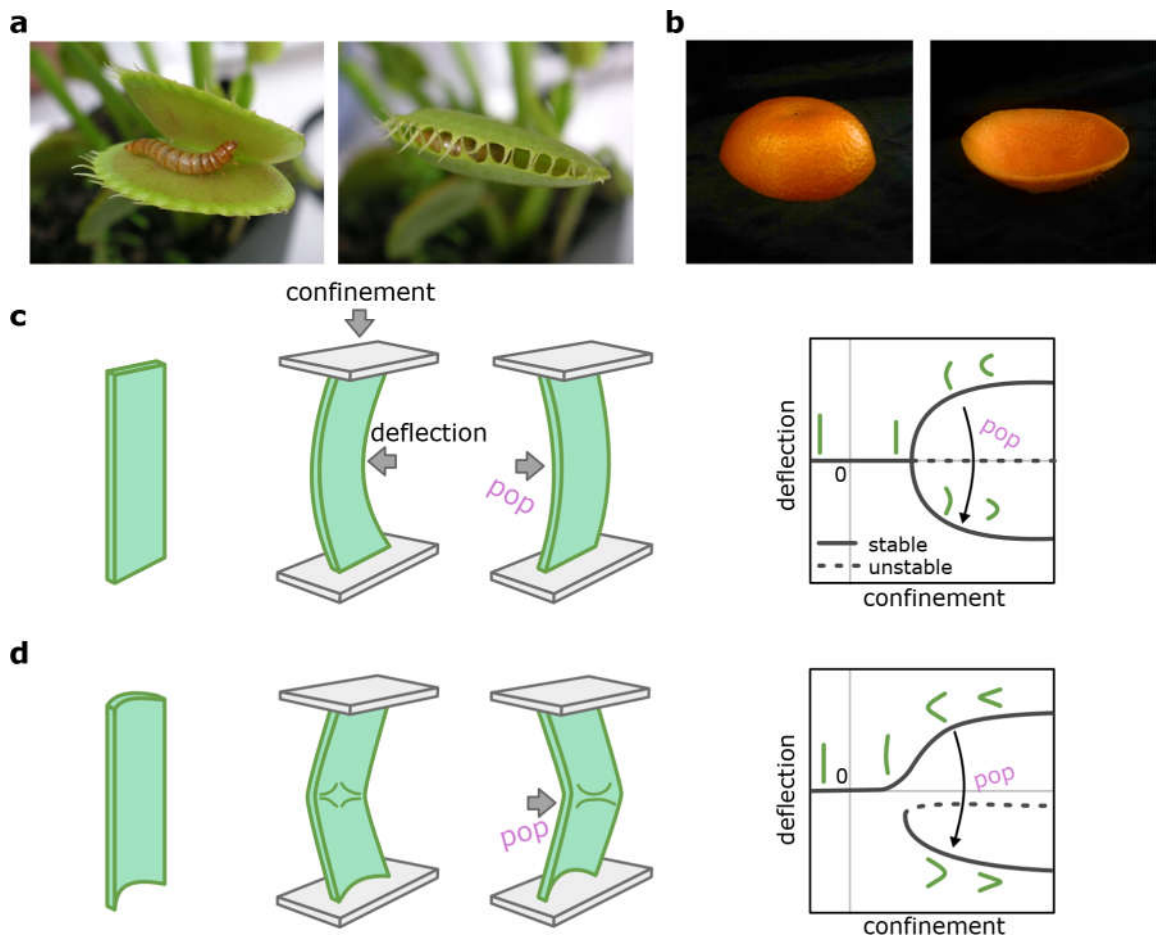 a
b
confinement
c
deflection
pop
deflection
pop
0
stable
unstable
confinement
d
pop
deflection
0
pop
confinement